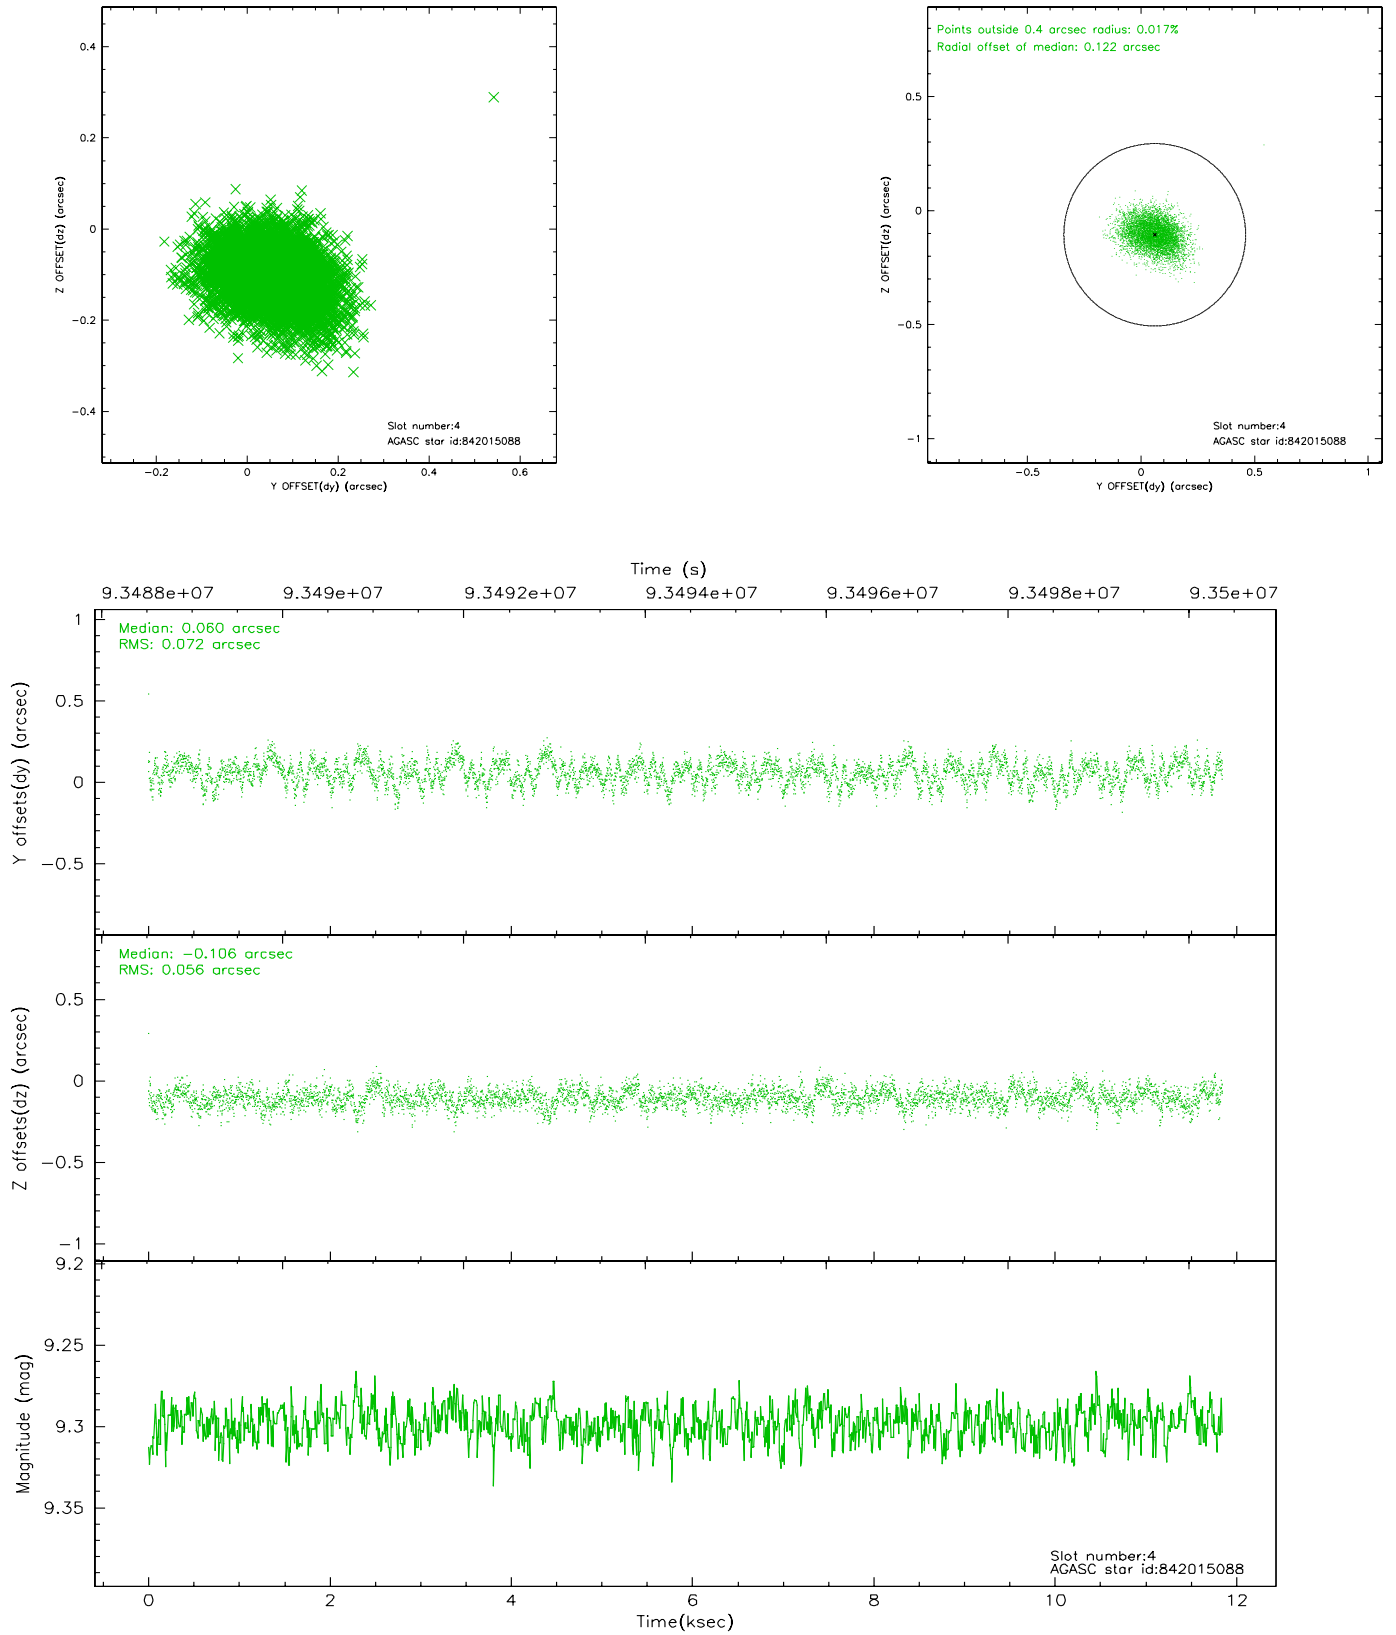 0.4
0.2
0
−0.2
−0.4
Z OFFSET(dz) (arcsec)
Slot number:4
AGASC star id:842015088
−0.2 0 0.2 0.4 0.6
Y OFFSET(dy) (arcsec)
Points outside 0.4 arcsec radius: 0.017%
Radial offset of median: 0.122 arcsec
0.5
0
−0.5
−1
Z OFFSET(dz) (arcsec)
Slot number:4
AGASC star id:842015088
−0.5 0 0.5 1
Y OFFSET(dy) (arcsec)
Time (s)
9.3488e+07 9.349e+07 9.3492e+07 9.3494e+07 9.3496e+07 9.3498e+07 9.35e+07
Median: 0.060 arcsec
RMS: 0.072 arcsec
1
0.5
0
−0.5
Y offsets(dy) (arcsec)
Median: −0.106 arcsec
RMS: 0.056 arcsec
0.5
0
−0.5
−1
Z offsets(dz) (arcsec)
9.2
9.25
9.3
9.35
Magnitude (mag)
Slot number:4
AGASC star id:842015088
0 2 4 6 8 10 12
Time(ksec)